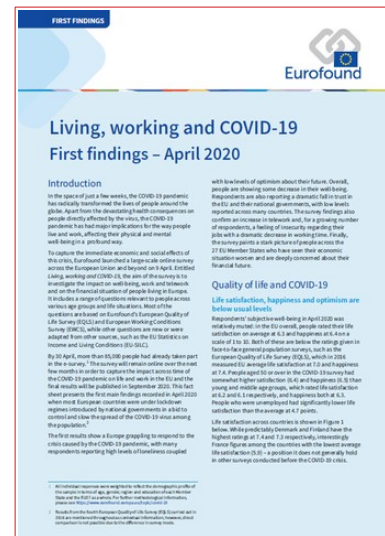 FIRST FINDINGS
Eurofound
Living, working and COVID-19
First findings – April 2020
Introduction
In the space of just a few weeks, the COVID-19 pandemic
has radically transformed the lives of people around the
globe. Apart from the devastating health consequences on
people directly affected by the virus, the COVID-19
pandemic has had major implications for the way people
live and work, affecting their physical and mental
well-being in a profound way.
To capture the immediate economic and social effects of
this crisis, Eurofound launched a large-scale online survey
across the European Union and beyond on 9 April. Entitled
Living, working and COVID-19, the aim of the survey is to
investigate the impact on well-being, work and telework
and on the financial situation of people living in Europe.
It includes a range of questions relevant to people across
various age groups and life situations. Most of the
questions are based on Eurofound's European Quality of
Life Survey (EQLS) and European Working Conditions
Survey (EWCS), while other questions are new or were
adapted from other sources, such as the EU Statistics on
Income and Living Conditions (EU-SILC).
By 30 April, more than 85,000 people had already taken part
in the e-survey.¹ The survey will remain online over the next
few months in order to capture the impact across time of
the COVID-19 pandemic on life and work in the EU and the
final results will be published in September 2020. This fact
sheet presents the first main findings recorded in April 2020
when most European countries were under lockdown
regimes introduced by national governments in a bid to
control and slow the spread of the COVID-19 virus among
the population.²
The first results show a Europe grappling to respond to the
crisis caused by the COVID-19 pandemic, with many
respondents reporting high levels of loneliness coupled
with low levels of optimism about their future. Overall,
people are showing some decrease in their well-being.
Respondents are also reporting a dramatic fall in trust in
the EU and their national governments, with low levels
reported across many countries. The survey findings also
confirm an increase in telework and, for a growing number
of respondents, a feeling of insecurity regarding their
jobs with a dramatic decrease in working time. Finally,
the survey paints a stark picture of people across the
27 EU Member States who have seen their economic
situation worsen and are deeply concerned about their
financial future.
Quality of life and COVID-19
Life satisfaction, happiness and optimism are
below usual levels
Respondents' subjective well-being in April 2020 was
relatively muted. In the EU overall, people rated their life
satisfaction on average at 6.3 and happiness at 6.4 on a
scale of 1 to 10. Both of these are below the ratings given in
face-to-face general population surveys, such as the
European Quality of Life Survey (EQLS), which in 2016
measured EU average life satisfaction at 7.0 and happiness
at 7.4. People aged 50 or over in the COVID-19 survey had
somewhat higher satisfaction (6.4) and happiness (6.5) than
young and middle age groups, which rated life satisfaction
at 6.2 and 6.1 respectively, and happiness both at 6.3.
People who were unemployed had significantly lower life
satisfaction than the average at 4.7 points.
Life satisfaction across countries is shown in Figure 1
below. While predictably Denmark and Finland have the
highest ratings at 7.4 and 7.3 respectively, interestingly
France figures among the countries with the lowest average
life satisfaction (5.9) – a position it does not generally hold
in other surveys conducted before the COVID-19 crisis.